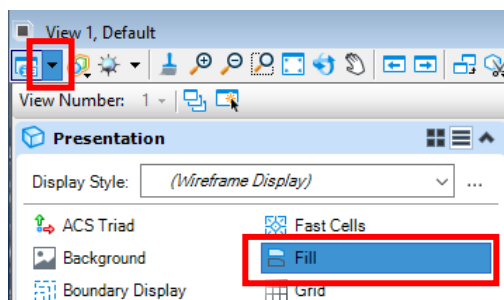 View 1, Default
View Number: 1
Presentation
Display Style: (Wireframe Display) ...
ACS Triad Fast Cells
Background Fill
Boundary Display Grid